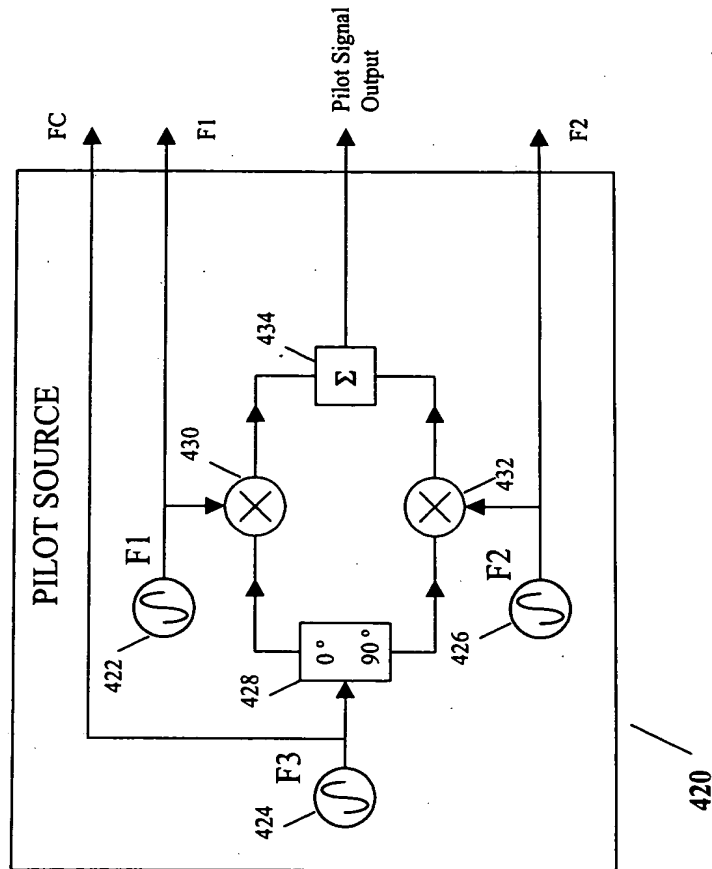 PILOT SOURCE
FC
F1
F1
422
430
434
Pilot Signal
Output
0°
90°
428
Σ
F3
424
432
F2
426
F2
420